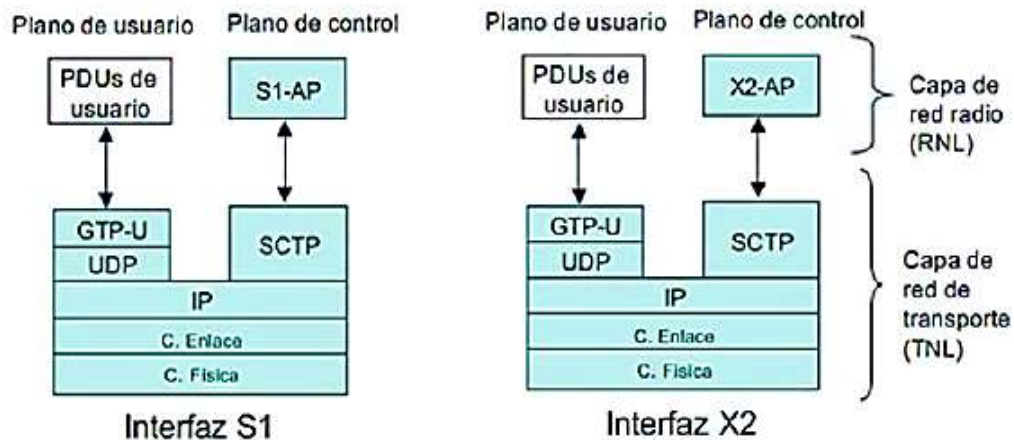 Plano de usuario
Plano de control
PDUs de
usuario
S1-AP
GTP-U
UDP
SCTP
IP
C. Enlace
C. Física
Interfaz S1
Plano de usuario
Plano de control
PDUs de
usuario
X2-AP
GTP-U
UDP
SCTP
IP
C. Enlace
C. Física
Interfaz X2
Capa de
red radio
(RNL)
Capa de
red de
transporte
(TNL)